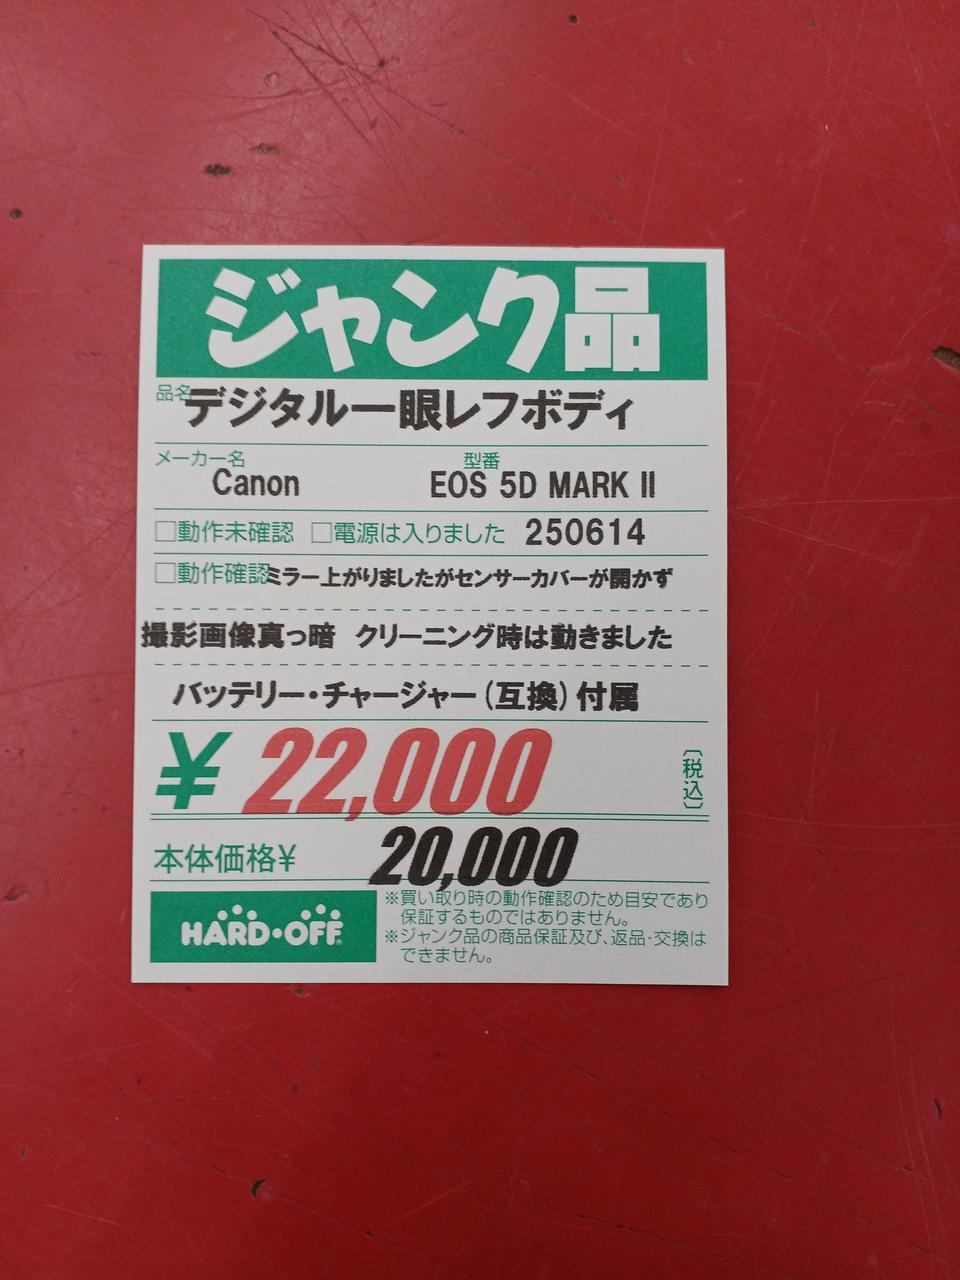 ジャンク品
品名 デジタル一眼レフボディ
メーカー名 型番
Canon EOS 5D MARK II
□動作未確認 □電源は入りました 250614
□動作確認 ミラー上がりましたがセンサーカバーが開かず
撮影画像真っ暗 クリーニング時は動きました
バッテリー・チャージャー(互換)付属
¥22,000 〔税込〕
本体価格¥ 20,000
HARD・OFF
※買い取り時の動作確認のため目安であり
保証するものではありません。
※ジャンク品の商品保証及び、返品・交換は
できません。